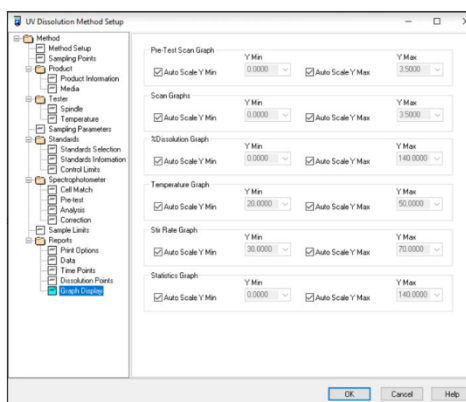 UV Dissolution Method Setup
Method
Method Setup
Sampling Points
Product
Product Information
Media
Tester
Spindle
Temperature
Sampling Parameters
Standards
Standards Selection
Standards Information
Control Limits
Spectrophotometer
Cell Match
Pre-test
Analysis
Correction
Sample Limits
Reports
Print Options
Data
Time Points
Dissolution Points
Graph Display
Pre-Test Scan Graph
Y Min Y Max
Auto Scale Y Min 0.0000 Auto Scale Y Max 3.5000
Scan Graphs
Y Min Y Max
Auto Scale Y Min 0.0000 Auto Scale Y Max 3.5000
%Dissolution Graph
Y Min Y Max
Auto Scale Y Min 0.0000 Auto Scale Y Max 140.0000
Temperature Graph
Y Min Y Max
Auto Scale Y Min 20.0000 Auto Scale Y Max 50.0000
Stir Rate Graph
Y Min Y Max
Auto Scale Y Min 30.0000 Auto Scale Y Max 70.0000
Statistics Graph
Y Min Y Max
Auto Scale Y Min 0.0000 Auto Scale Y Max 140.0000
OK Cancel Help